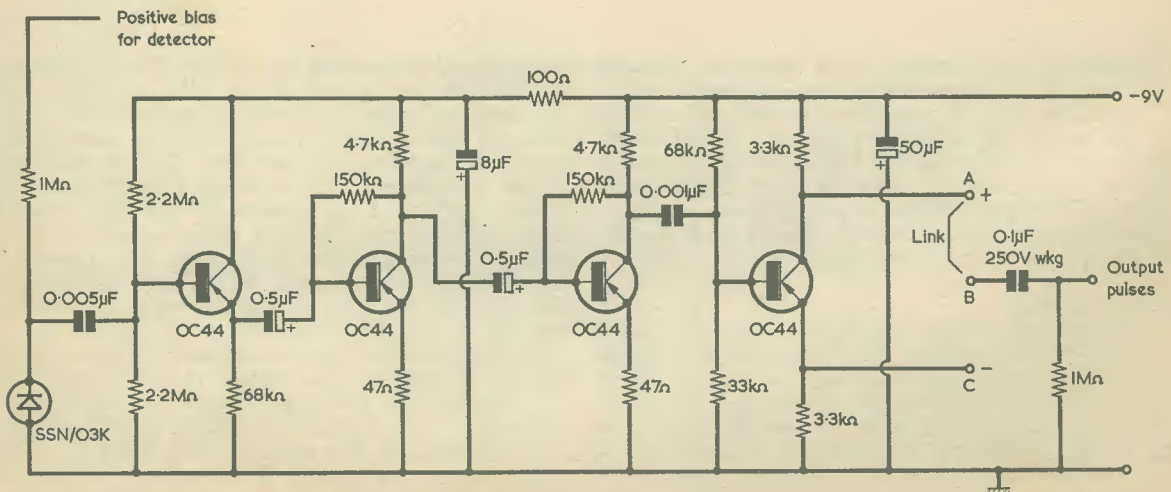 Positive bias
for detector
100Ω
-9V
4.7kΩ
8µF
4.7kΩ
68kΩ
3.3kΩ
50µF
1MΩ
2.2MΩ
150kΩ
150kΩ
0.001µF
A
+
Link
0.1µF
250V wkg
0.005µF
0.5µF
+
0.5µF
+
B
Output
pulses
OC44
OC44
OC44
OC44
2.2MΩ
68kΩ
47Ω
47Ω
33kΩ
C
-
1MΩ
SSN/O3K
3.3kΩ
+
+